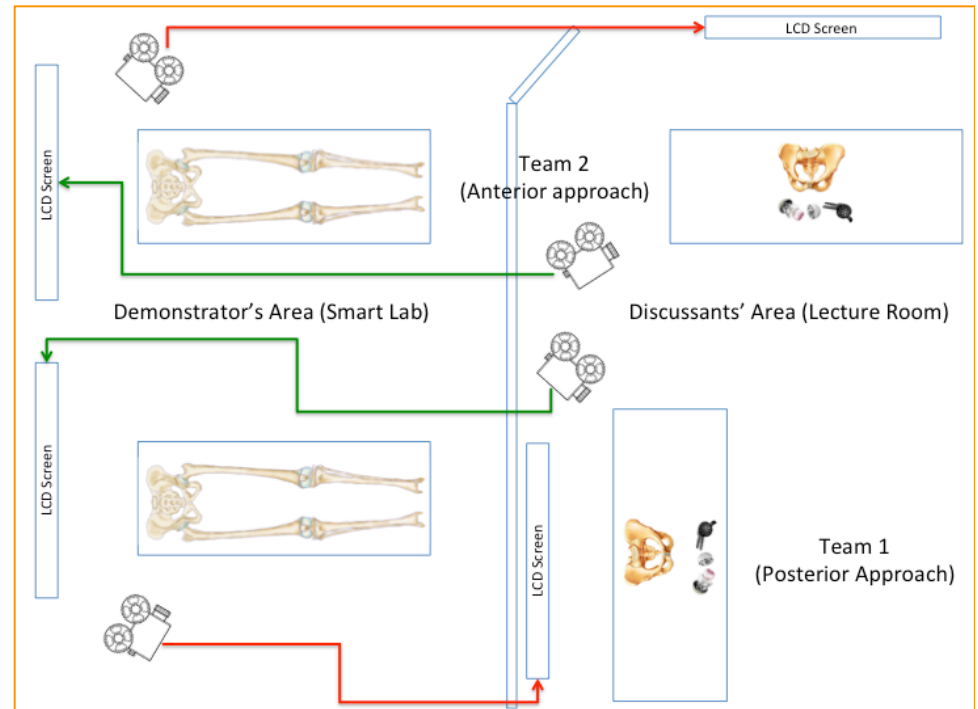 LCD Screen
LCD Screen
Team 2
(Anterior approach)
Demonstrator’s Area (Smart Lab)
Discussants’ Area (Lecture Room)
LCD Screen
LCD Screen
Team 1
(Posterior Approach)